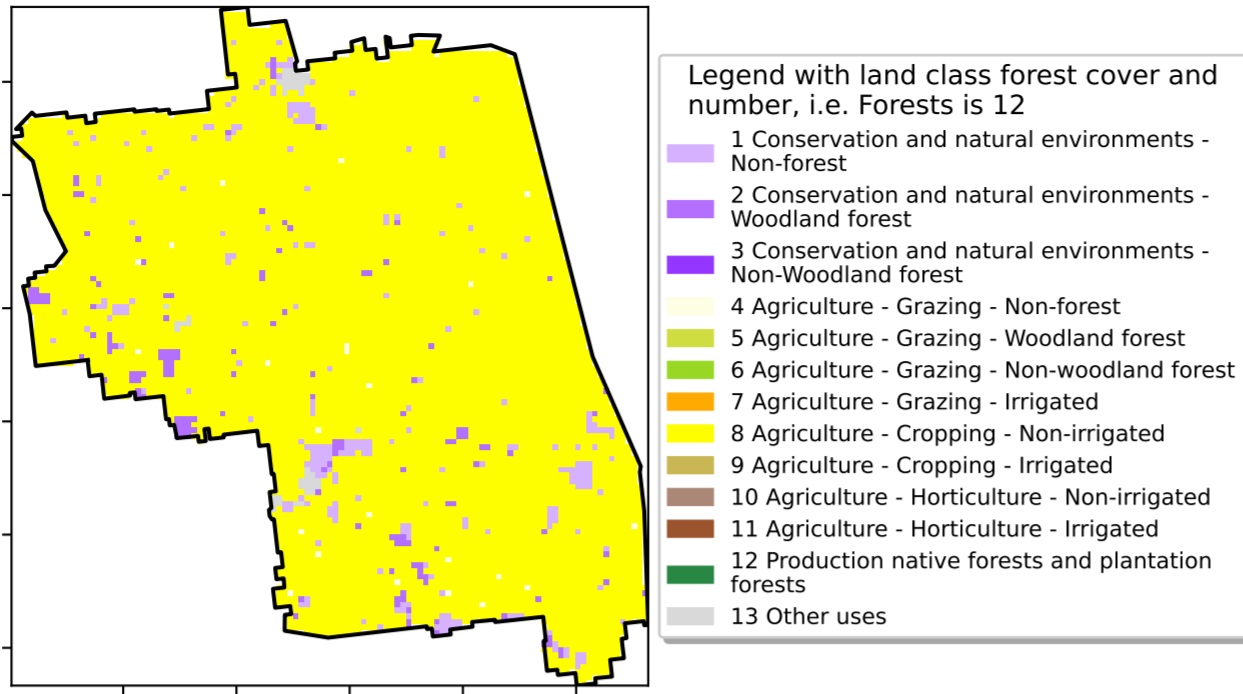 Legend with land class forest cover and
number, i.e. Forests is 12
1 Conservation and natural environments -
Non-forest
2 Conservation and natural environments -
Woodland forest
3 Conservation and natural environments -
Non-Woodland forest
4 Agriculture - Grazing - Non-forest
5 Agriculture - Grazing - Woodland forest
6 Agriculture - Grazing - Non-woodland forest
7 Agriculture - Grazing - Irrigated
8 Agriculture - Cropping - Non-irrigated
9 Agriculture - Cropping - Irrigated
10 Agriculture - Horticulture - Non-irrigated
11 Agriculture - Horticulture - Irrigated
12 Production native forests and plantation
forests
13 Other uses